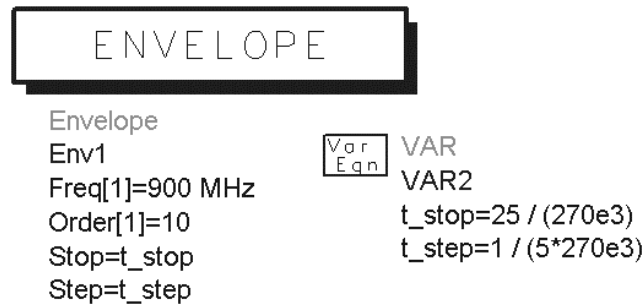 ENVELOPE
Envelope
Env1
Freq[1]=900 MHz
Order[1]=10
Stop=t_stop
Step=t_step
Var
Eqn
VAR
VAR2
t_stop=25 / (270e3)
t_step=1 / (5*270e3)